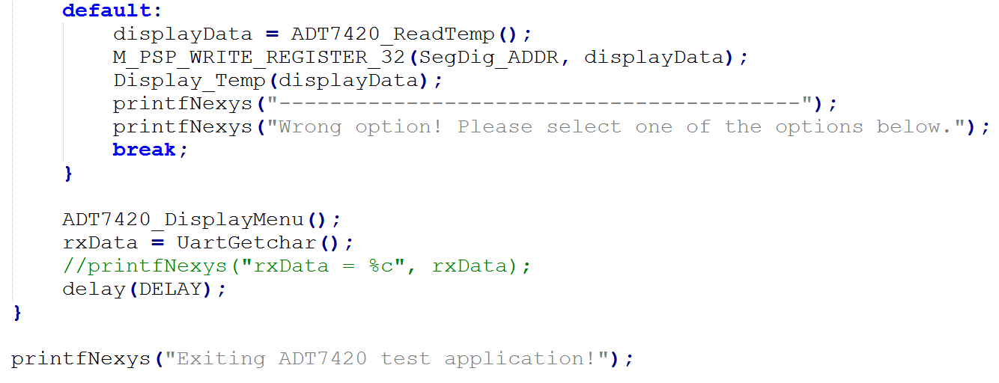 default:
displayData = ADT7420_ReadTemp();
M_PSP_WRITE_REGISTER_32(SegDig_ADDR, displayData);
Display_Temp(displayData);
printfNexys("-----------------------------------------");
printfNexys("Wrong option! Please select one of the options below.");
break;
}
ADT7420_DisplayMenu();
rxData = UartGetchar();
//printfNexys("rxData = %c", rxData);
delay(DELAY);
}
printfNexys("Exiting ADT7420 test application!");